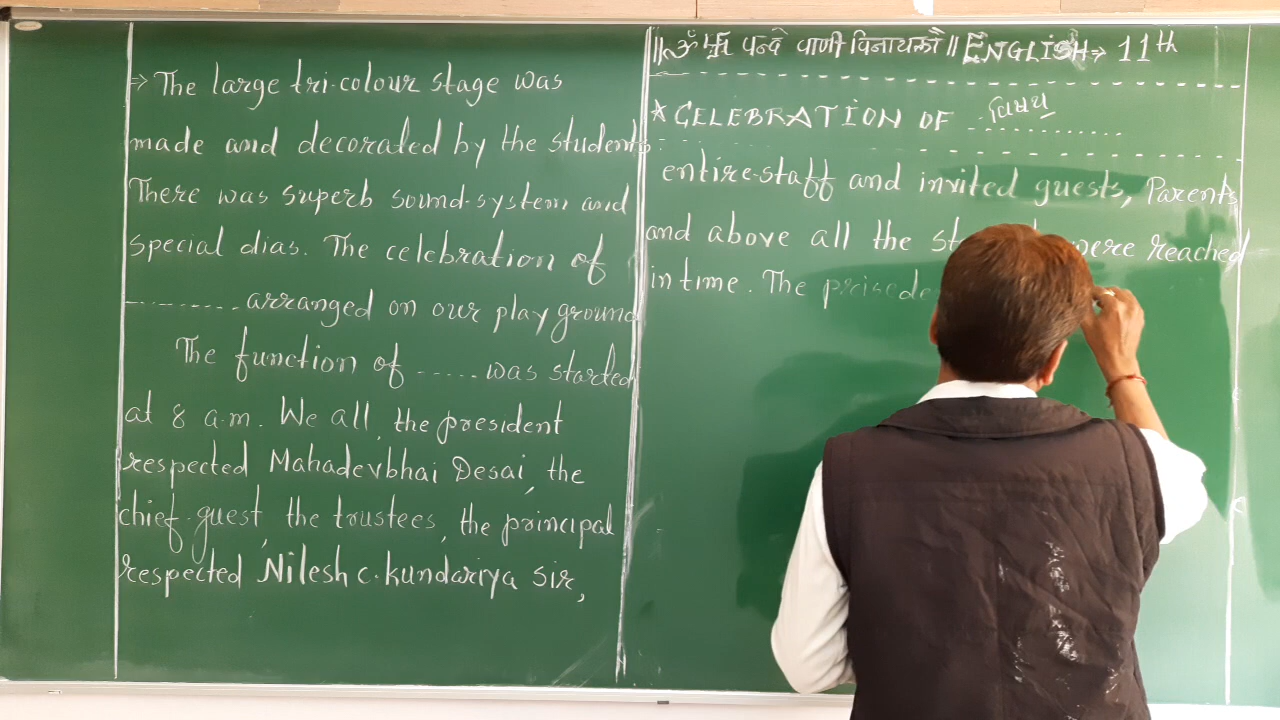 → The large tri-colour stage was
made and decorated by the students.
There was superb sound-system and
special dias. The celebration of
......... arranged on our play ground
The function of ...... was started
at 8 a.m. We all, the president
respected Mahadevbhai Desai, the
chief-guest, the trustees, the principal
respected Nilesh C. Kundariya Sir,
॥ ॐ 卐 वन्दे वाणी विनायकौ ॥ ENGLISH → 11th
* CELEBRATION OF વિષય ............
entire-staff and invited guests, Parents
and above all the were reached
in time. The